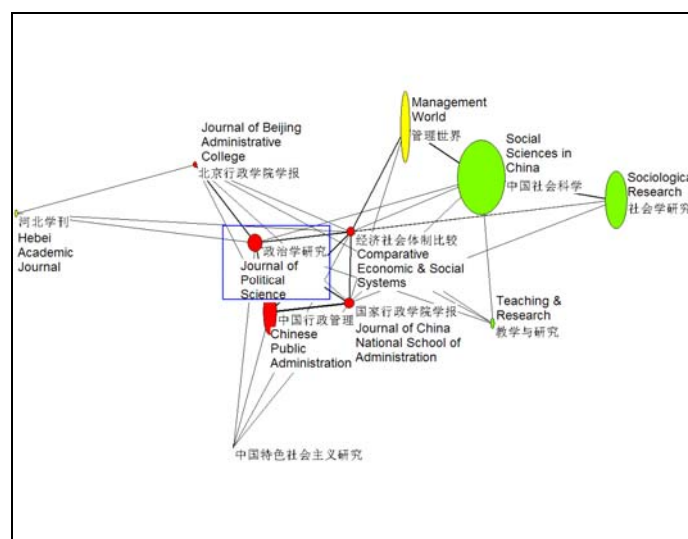 Management
World
管理世界
Journal of Beijing
Administrative
College
北京行政学院学报
Social
Sciences in
China
中国社会科学
Sociological
Research
社会学研究
河北学刊
Hebei
Academic
Journal
政治学研究
Journal of
Political
Science
经济社会体制比较
Comparative
Economic & Social
Systems
Teaching &
Research
教学与研究
中国行政管理
Chinese
Public
Administration
国家行政学院学报
Journal of China
National School of
Administration
中国特色社会主义研究